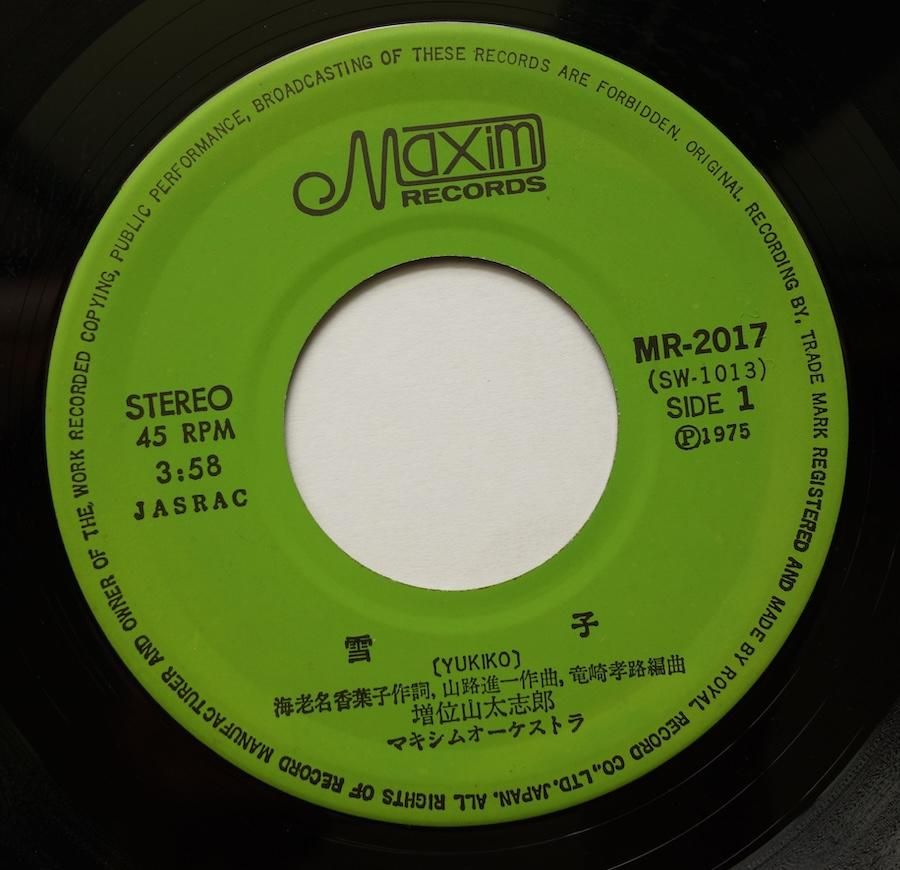 Maxim
RECORDS
MR-2017
(SW-1013)
SIDE 1
Ⓟ1975
STEREO
45 RPM
3:58
JASRAC
雪子
〔YUKIKO〕
海老名香葉子作詞, 山路進一作曲, 竜崎孝路編曲
増位山太志郎
マキシムオーケストラ
ALL RIGHTS OF RECORD MANUFACTURER AND OWNER OF THE WORK RECORDED COPYING, PUBLIC PERFORMANCE, BROADCASTING OF THESE RECORDS ARE FORBIDDEN. ORIGINAL RECORDING BY, TRADE MARK REGISTERED AND MADE BY ROYAL RECORD CO., LTD. JAPAN.